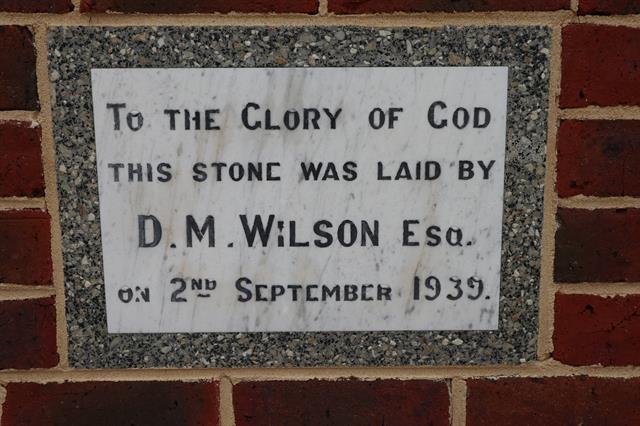 To the Glory of God
this stone was laid by
D. M. Wilson Esq.
on 2nd September 1939.